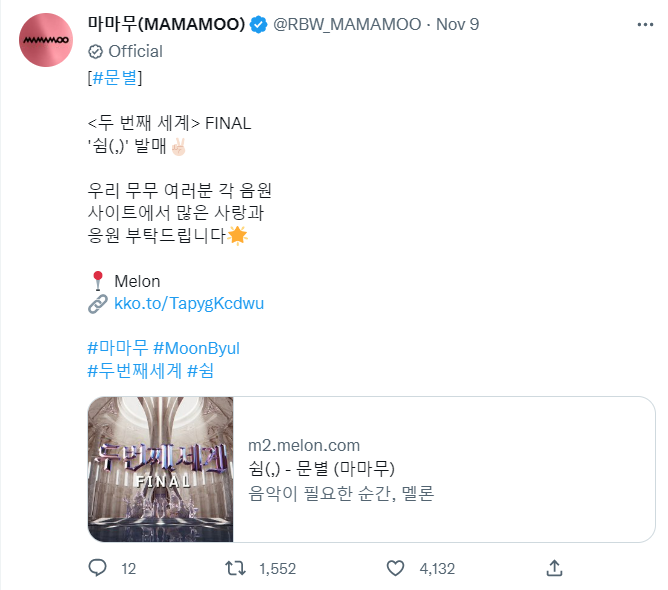 MAMAMOO
마마무(MAMAMOO) @RBW_MAMAMOO · Nov 9
Official
[#문별]
<두 번째 세계> FINAL
'쉼(,)' 발매✌🏻
우리 무무 여러분 각 음원
사이트에서 많은 사랑과
응원 부탁드립니다🌟
📍 Melon
🔗 kko.to/TapygKcdwu
#마마무 #MoonByul
#두번째세계 #쉼
두번째세계
FINAL
m2.melon.com
쉼(,) - 문별 (마마무)
음악이 필요한 순간, 멜론
12 1,552 4,132